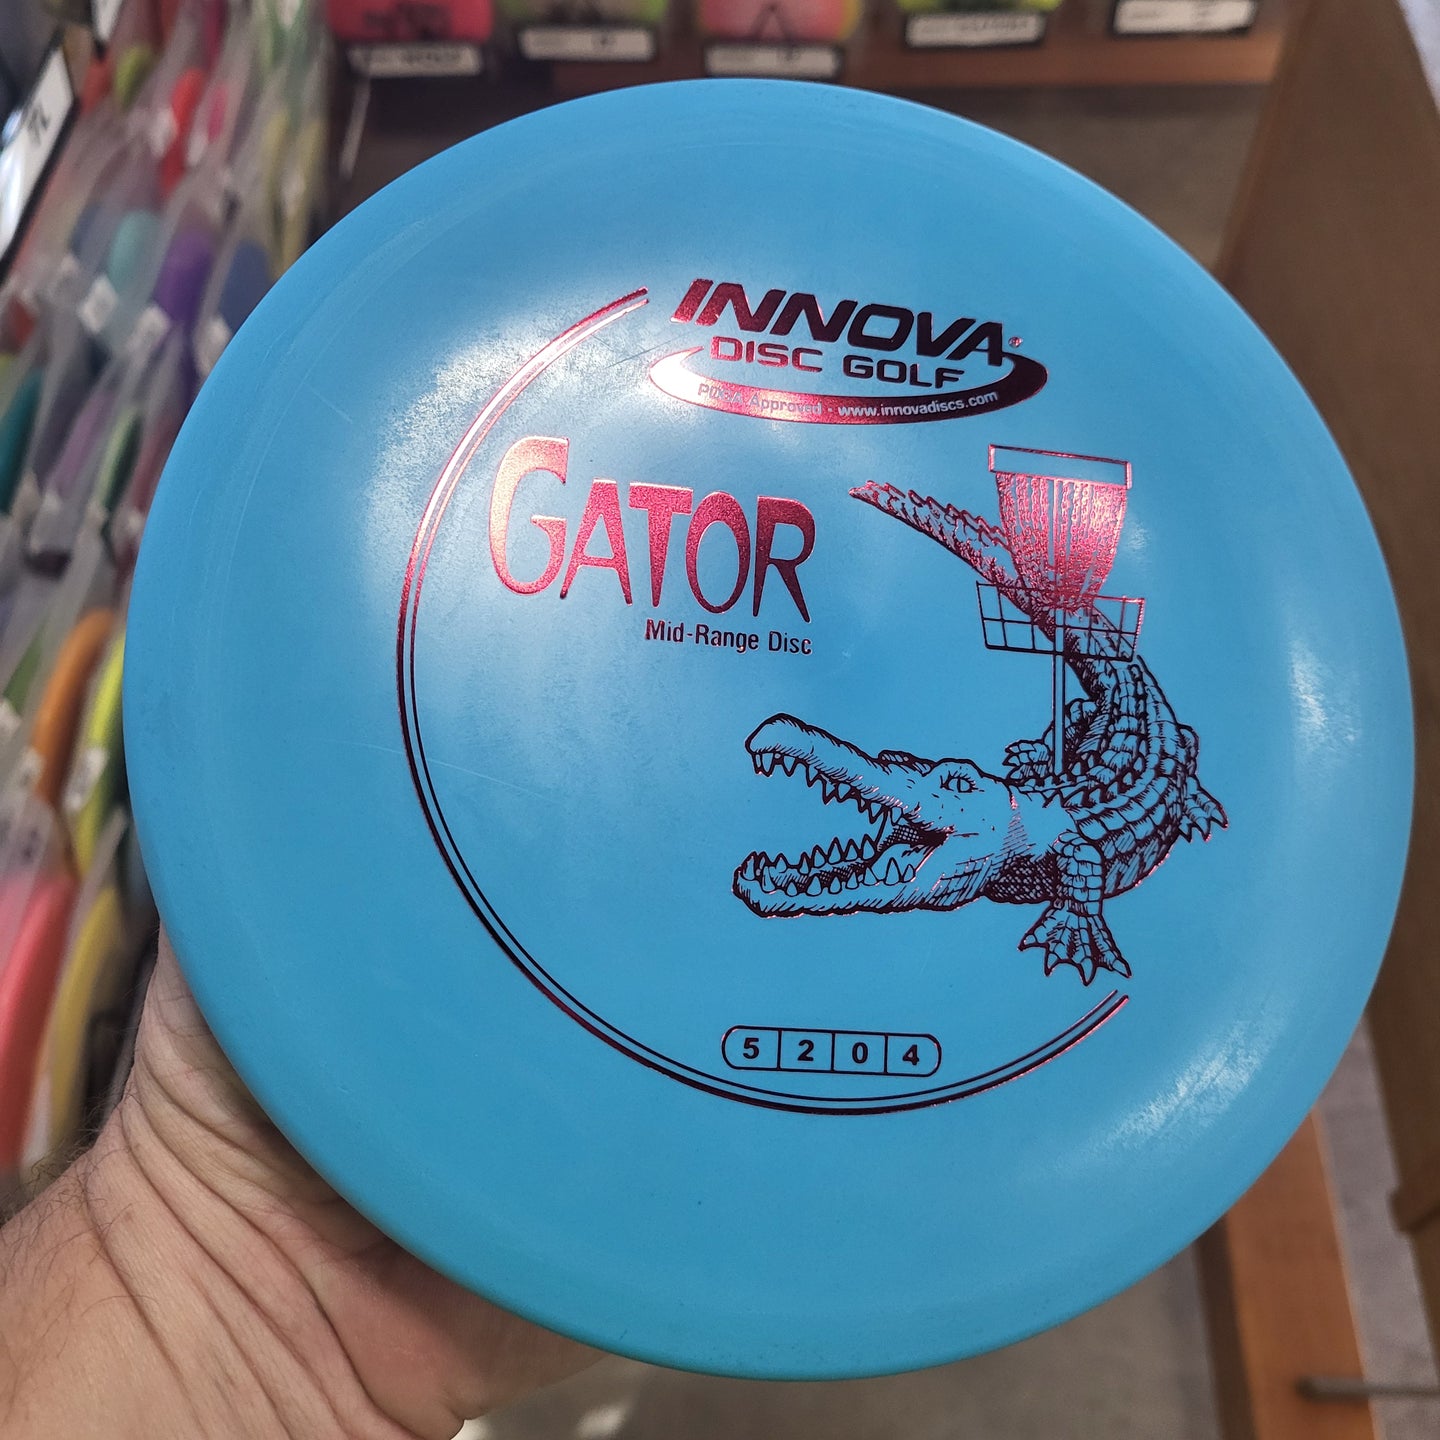 INNOVA®
DISC GOLF
PDGA Approved - www.innovadiscs.com
GATOR
Mid-Range Disc
5 2 0 4